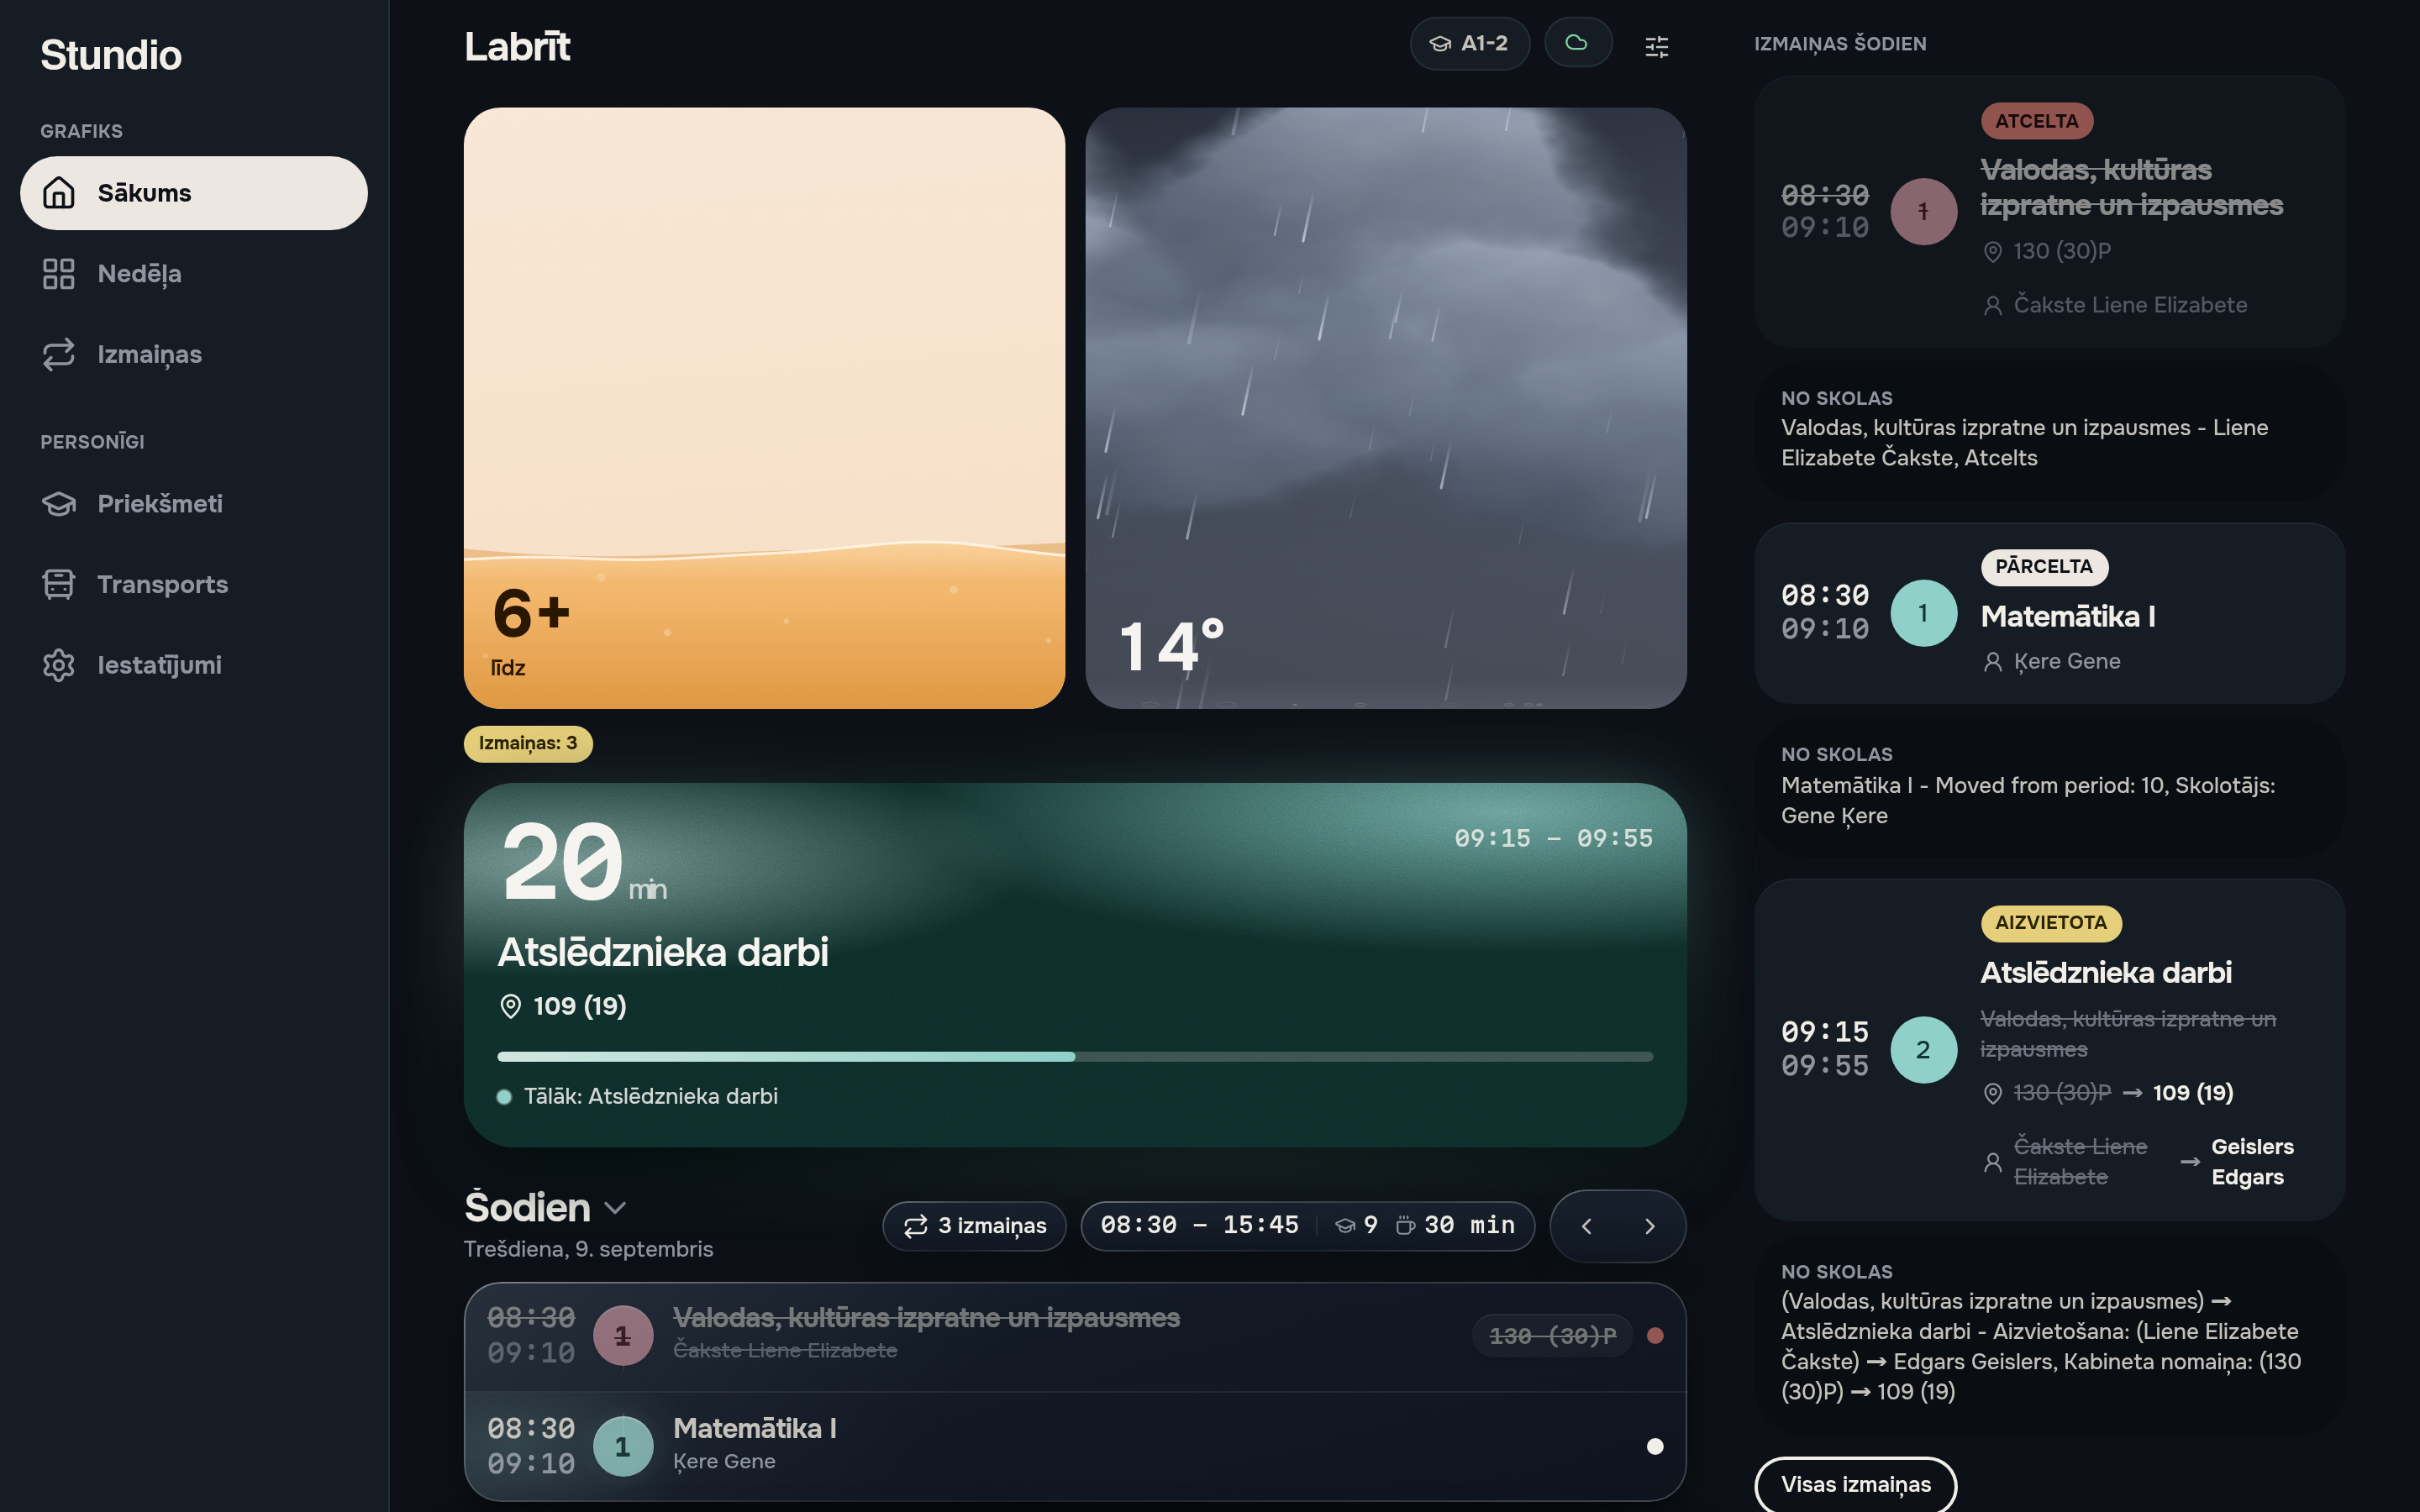 Stundio
GRAFIKS
Sākums
Nedēļa
Izmaiņas
PERSONĪGI
Priekšmeti
Transports
Iestatījumi
Labrīt
A1-2
6+
līdz
14°
Izmaiņas: 3
20 min
09:15 – 09:55
Atslēdznieka darbi
109 (19)
Tālāk: Atslēdznieka darbi
Šodien
Trešdiena, 9. septembris
3 izmaiņas
08:30 – 15:45
9
30 min
08:30
09:10
1
Valodas, kultūras izpratne un izpausmes
Čakste Liene Elizabete
130 (30)P
08:30
09:10
1
Matemātika I
Ķere Gene
IZMAIŅAS ŠODIEN
ATCELTA
08:30
09:10
1
Valodas, kultūras
izpratne un izpausmes
130 (30)P
Čakste Liene Elizabete
NO SKOLAS
Valodas, kultūras izpratne un izpausmes - Liene
Elizabete Čakste, Atcelts
PĀRCELTA
08:30
09:10
1
Matemātika I
Ķere Gene
NO SKOLAS
Matemātika I - Moved from period: 10, Skolotājs:
Gene Ķere
AIZVIETOTA
09:15
09:55
2
Atslēdznieka darbi
Valodas, kultūras izpratne un
izpausmes
130 (30)P → 109 (19)
Čakste Liene
Elizabete
→ Geislers
Edgars
NO SKOLAS
(Valodas, kultūras izpratne un izpausmes) →
Atslēdznieka darbi - Aizvietošana: (Liene Elizabete
Čakste) → Edgars Geislers, Kabineta nomaiņa: (130
(30)P) → 109 (19)
Visas izmaiņas